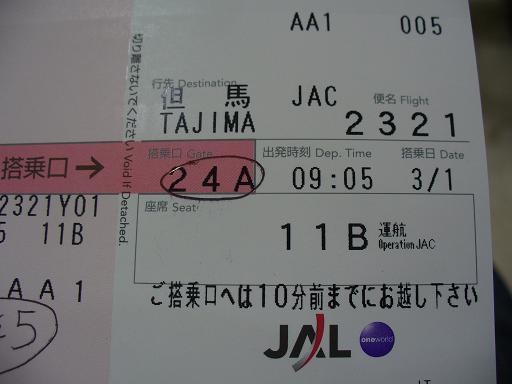 AA1 005
行先 Destination
但馬 JAC 便名 Flight
TAJIMA 2321
搭乗口 Gate 出発時刻 Dep. Time 搭乗日 Date
24A 09:05 3/1
座席 Seat
11B 運航
Operation JAC
ご搭乗口へは10分前までにお越し下さい
JAL oneworld
切り離さないでください Void If Detached.
搭乗口 →
2321Y01
11B
AA1
5